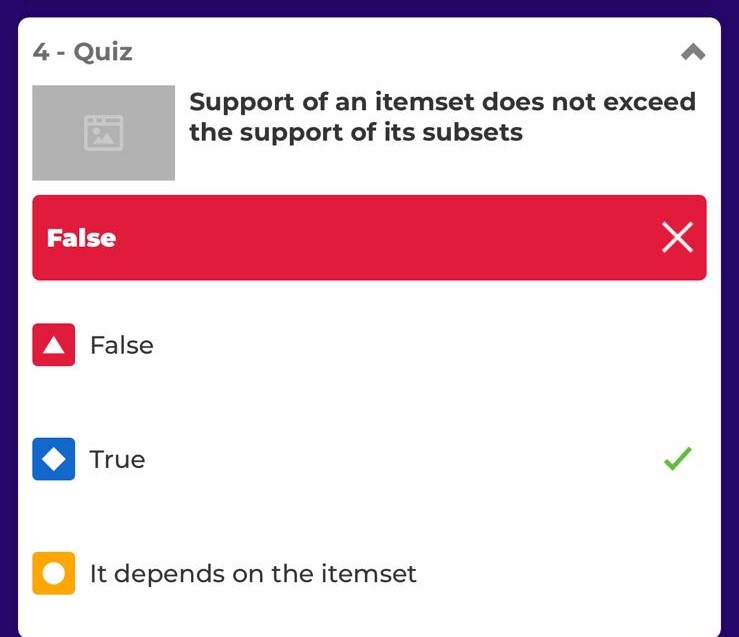 4 - Quiz
Support of an itemset does not exceed
the support of its subsets
False
False
True
It depends on the itemset